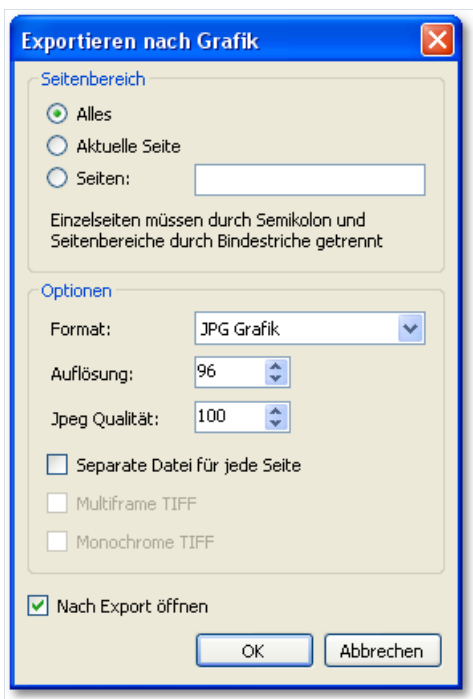 Exportieren nach Grafik
Seitenbereich
Alles
Aktuelle Seite
Seiten:
Einzelseiten müssen durch Semikolon und
Seitenbereiche durch Bindestriche getrennt
Optionen
Format: JPG Grafik
Auflösung: 96
Jpeg Qualität: 100
Separate Datei für jede Seite
Multiframe TIFF
Monochrome TIFF
Nach Export öffnen
OK Abbrechen